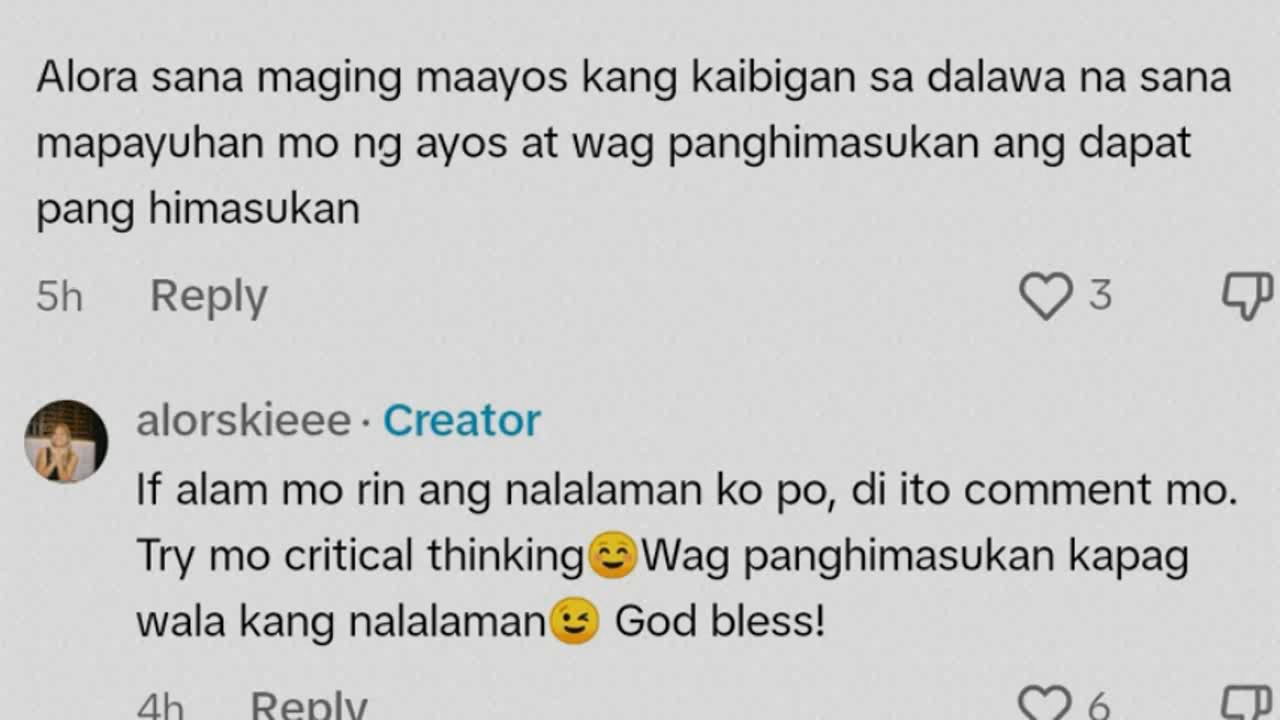 Alora sana maging maayos kang kaibigan sa dalawa na sana
mapayuhan mo ng ayos at wag panghimasukan ang dapat
pang himasukan
5h Reply 3
alorskieee · Creator
If alam mo rin ang nalalaman ko po, di ito comment mo.
Try mo critical thinking😊Wag panghimasukan kapag
wala kang nalalaman😉 God bless!
4h Reply 6